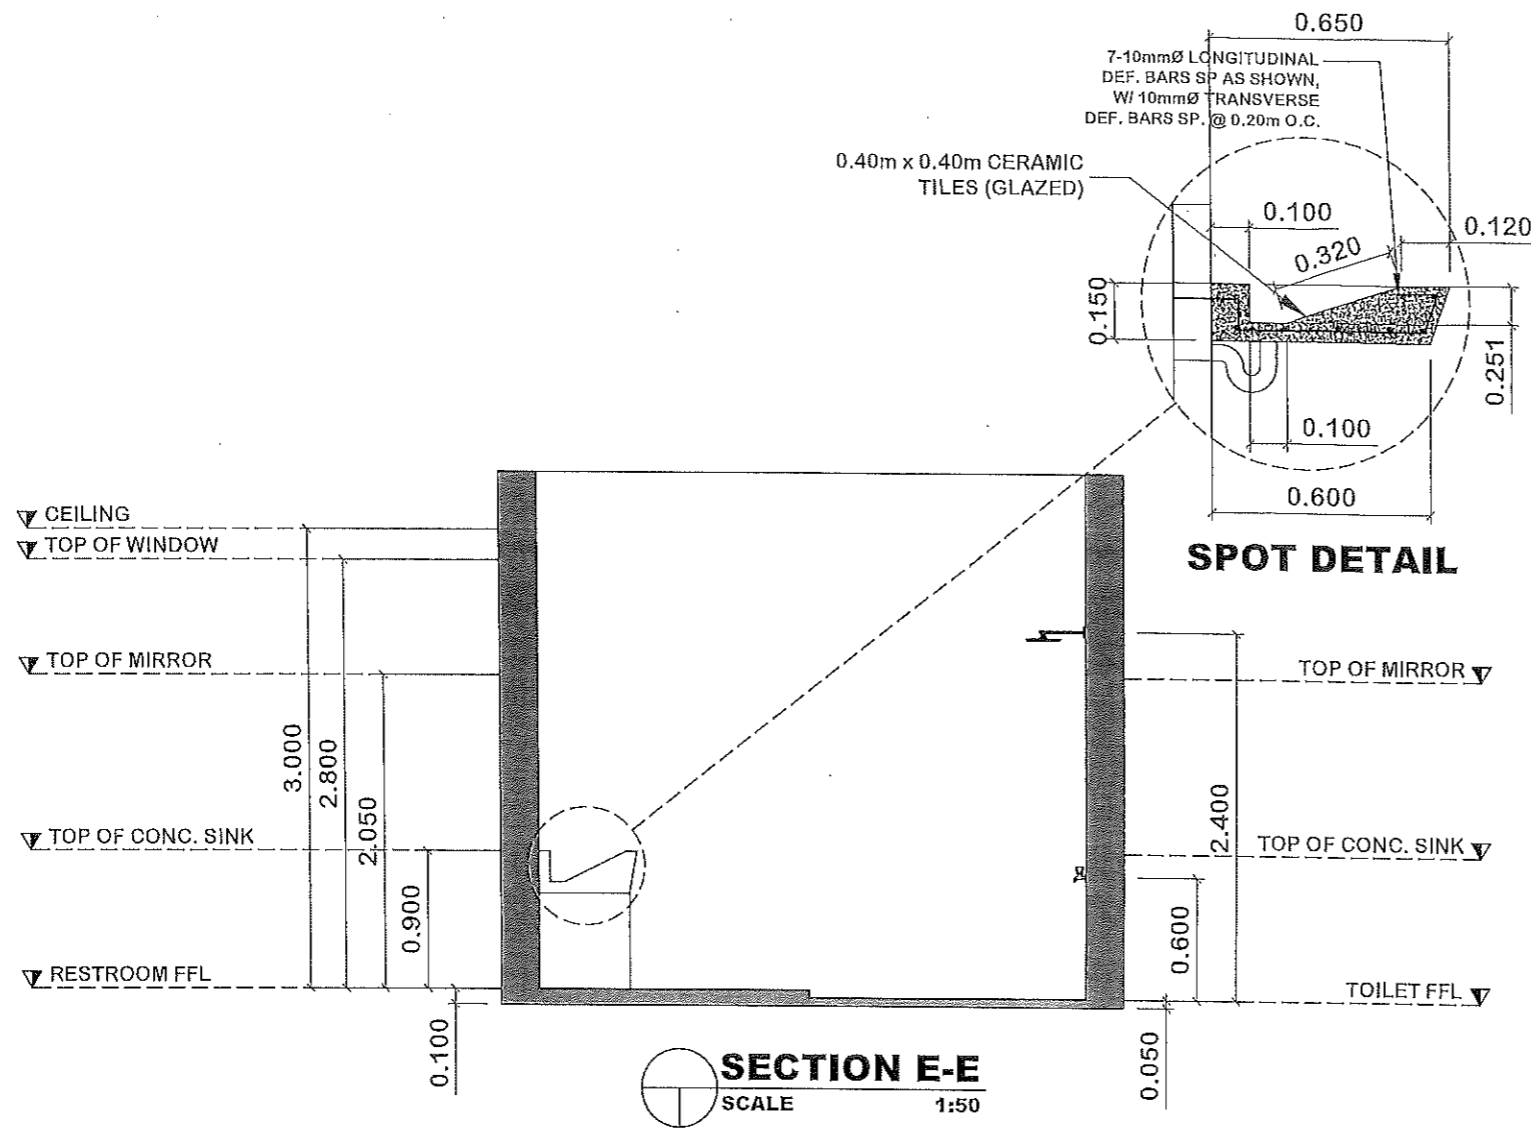 0.650
7-10mmØ LONGITUDINAL
DEF. BARS SP AS SHOWN,
W/ 10mmØ TRANSVERSE
DEF. BARS SP. @ 0.20m O.C.
0.40m x 0.40m CERAMIC
TILES (GLAZED)
0.100
0.120
0.320
0.150
0.251
0.100
0.600
SPOT DETAIL
CEILING
TOP OF WINDOW
TOP OF MIRROR
TOP OF CONC. SINK
RESTROOM FFL
3.000
2.800
2.050
0.900
0.100
TOP OF MIRROR
TOP OF CONC. SINK
TOILET FFL
2.400
0.600
0.050
SECTION E-E
SCALE 1:50